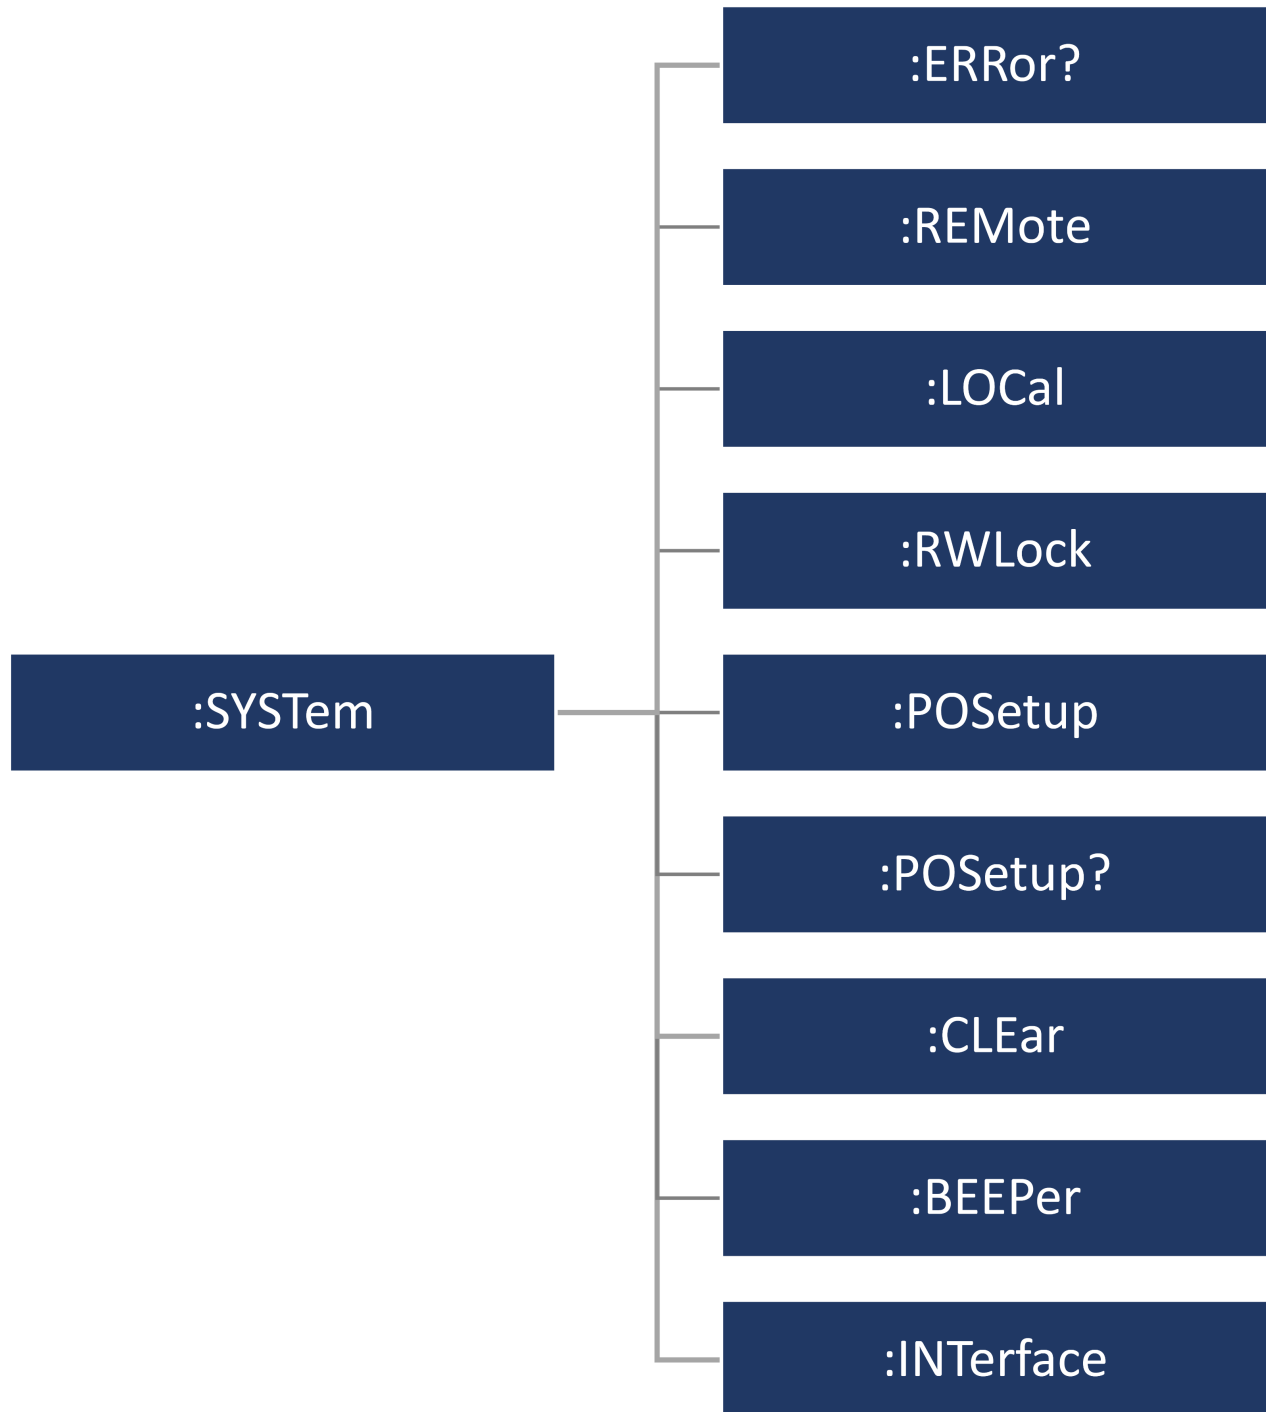 :ERRor?
:REMote
:LOCal
:RWLock
:SYSTem
:POSetup
:POSetup?
:CLEar
:BEEPer
:INTerface